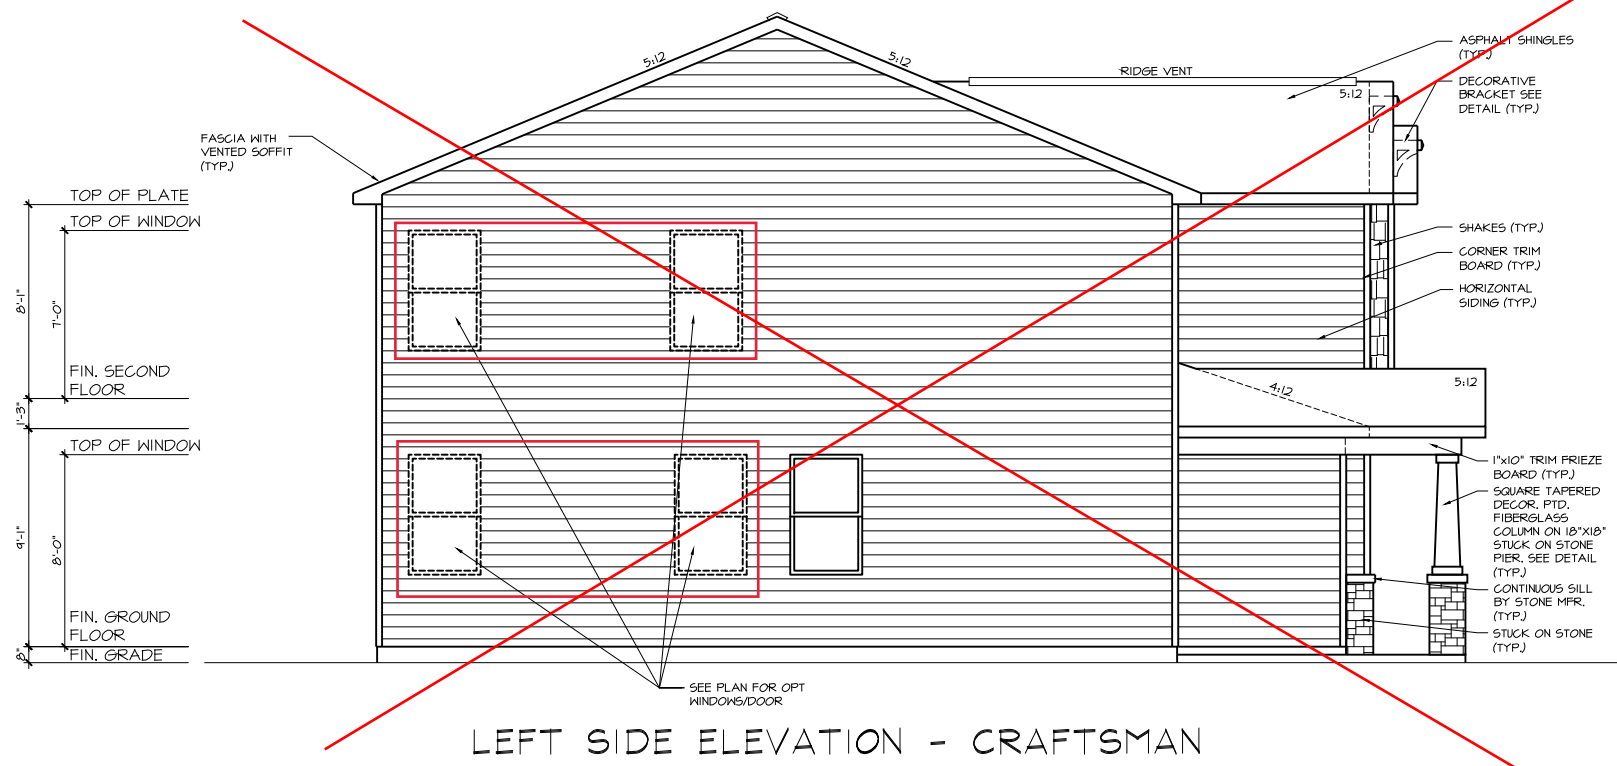 5:12
5:12
RIDGE VENT
5:12
ASPHALT SHINGLES
(TYP.)
DECORATIVE
BRACKET SEE
DETAIL (TYP.)
FASCIA WITH
VENTED SOFFIT
(TYP.)
TOP OF PLATE
TOP OF WINDOW
8'-1"
7'-0"
SHAKES (TYP.)
CORNER TRIM
BOARD (TYP.)
HORIZONTAL
SIDING (TYP.)
FIN. SECOND
FLOOR
4:12
5:12
1'-3"
TOP OF WINDOW
9'-1"
8'-0"
1"x10" TRIM FRIEZE
BOARD (TYP.)
SQUARE TAPERED
DECOR. PTD.
FIBERGLASS
COLUMN ON 18"X18"
STUCK ON STONE
PIER. SEE DETAIL
(TYP.)
CONTINUOUS SILL
BY STONE MFR.
(TYP.)
STUCK ON STONE
(TYP.)
FIN. GROUND
FLOOR
8"
FIN. GRADE
SEE PLAN FOR OPT
WINDOWS/DOOR
LEFT SIDE ELEVATION - CRAFTSMAN